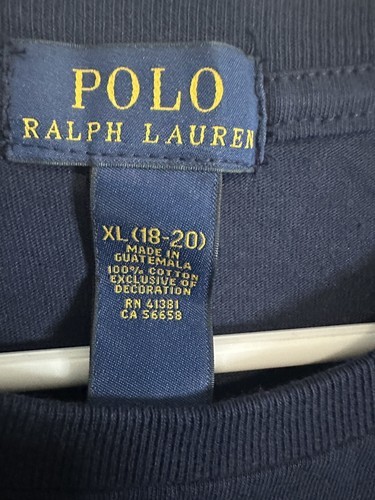 POLO
RALPH LAUREN
XL (18-20)
MADE IN
GUATEMALA
100% COTTON
EXCLUSIVE OF
DECORATION
RN 41381
CA 56658